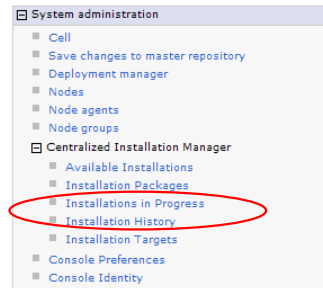 System administration
Cell
Save changes to master repository
Deployment manager
Nodes
Node agents
Node groups
Centralized Installation Manager
Available Installations
Installation Packages
Installations in Progress
Installation History
Installation Targets
Console Preferences
Console Identity